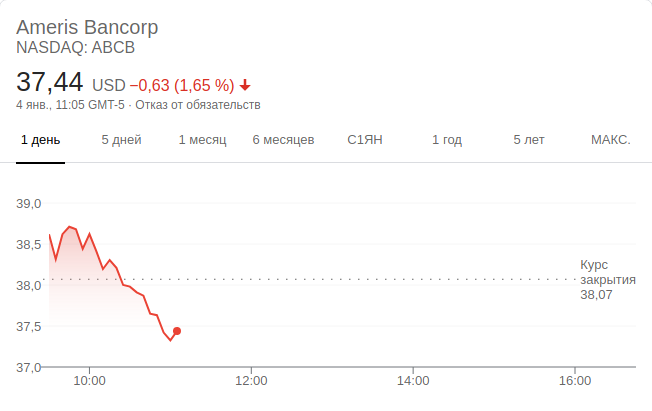 Ameris Bancorp
NASDAQ: ABCB
37,44 USD −0,63 (1,65 %)
4 янв., 11:05 GMT-5 · Отказ от обязательств
1 день 5 дней 1 месяц 6 месяцев С1ЯН 1 год 5 лет МАКС.
39,0
38,5
38,0
37,5
37,0
Курс
закрытия
38,07
10:00 12:00 14:00 16:00